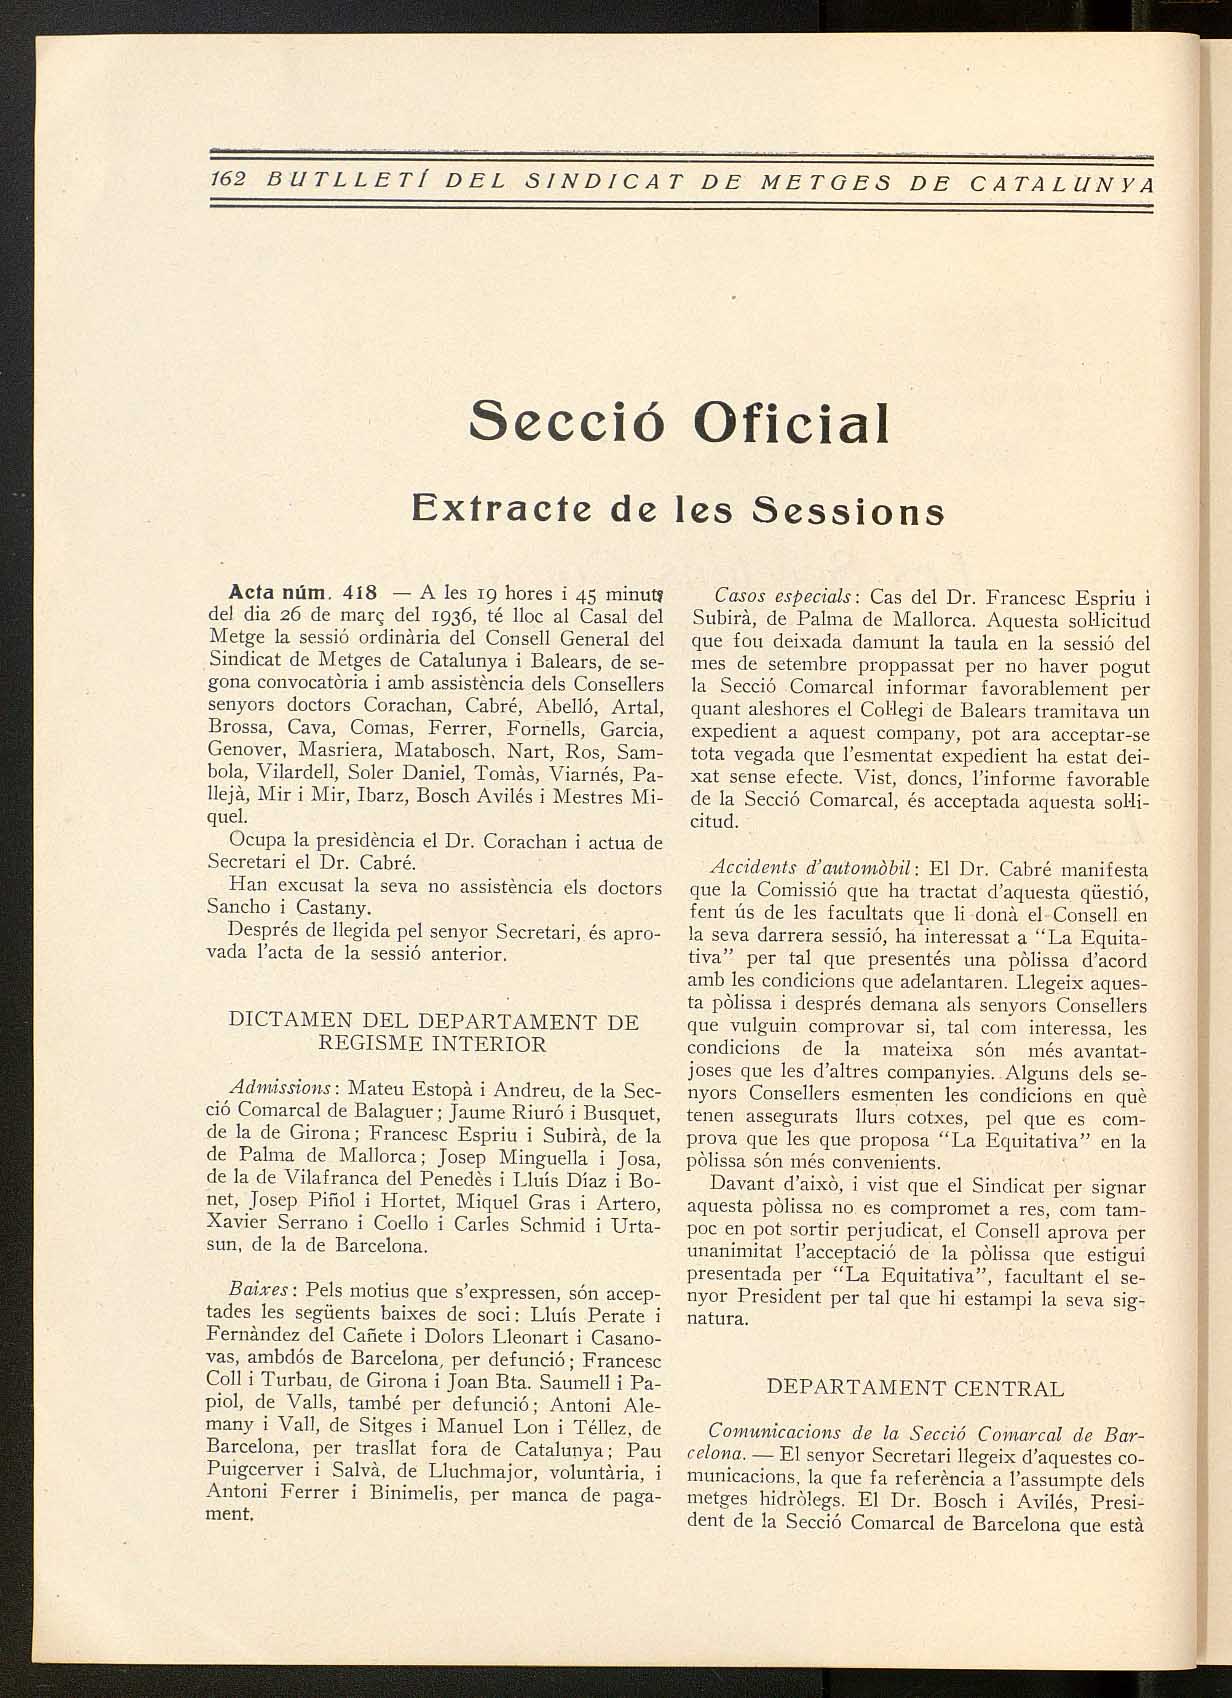 162 BUTLLETÍ DEL SINDICAT DE METGES DE CATALUNYA
Secció Oficial
Extracte de les Sessions
Acta núm. 418 — A les 19 hores i 45 minuts
del dia 26 de març del 1936, té lloc al Casal del
Metge la sessió ordinària del Consell General del
Sindicat de Metges de Catalunya i Balears, de se-
gona convocatòria i amb assistència dels Consellers
senyors doctors Corachan, Cabré, Abelló, Artal,
Brossa, Cava, Comas, Ferrer, Fornells, Garcia,
Genover, Masriera, Matabosch, Nart, Ros, Sam-
bola, Vilardell, Soler Daniel, Tomàs, Viarnés, Pa-
llejà, Mir i Mir, Ibarz, Bosch Avilés i Mestres Mi-
quel.
Ocupa la presidència el Dr. Corachan i actua de
Secretari el Dr. Cabré.
Han excusat la seva no assistència els doctors
Sancho i Castany.
Després de llegida pel senyor Secretari, és apro-
vada l'acta de la sessió anterior.
DICTAMEN DEL DEPARTAMENT DE
REGISME INTERIOR
Admissions: Mateu Estopà i Andreu, de la Sec-
ció Comarcal de Balaguer; Jaume Riuró i Busquet,
de la de Girona; Francesc Espriu i Subirà, de la
de Palma de Mallorca; Josep Minguella i Josa,
de la de Vilafranca del Penedès i Lluís Díaz i Bo-
net, Josep Piñol i Hortet, Miquel Gras i Artero,
Xavier Serrano i Coello i Carles Schmid i Urta-
sun, de la de Barcelona.
Baixes: Pels motius que s'expressen, són accep-
tades les següents baixes de soci: Lluís Perate i
Fernàndez del Cañete i Dolors Lleonart i Casano-
vas, ambdós de Barcelona, per defunció; Francesc
Coll i Turbau, de Girona i Joan Bta. Saumell i Pa-
piol, de Valls, també per defunció; Antoni Ale-
many i Vall, de Sitges i Manuel Lon i Téllez, de
Barcelona, per trasllat fora de Catalunya; Pau
Puigcerver i Salvà, de Lluchmajor, voluntària, i
Antoni Ferrer i Binimelis, per manca de paga-
ment.
Casos especials: Cas del Dr. Francesc Espriu i
Subirà, de Palma de Mallorca. Aquesta sol·licitud
que fou deixada damunt la taula en la sessió del
mes de setembre proppassat per no haver pogut
la Secció Comarcal informar favorablement per
quant aleshores el Col·legi de Balears tramitava un
expedient a aquest company, pot ara acceptar-se
tota vegada que l'esmentat expedient ha estat dei-
xat sense efecte. Vist, doncs, l'informe favorable
de la Secció Comarcal, és acceptada aquesta sol·li-
citud.
Accidents d'automòbil: El Dr. Cabré manifesta
que la Comissió que ha tractat d'aquesta qüestió,
fent ús de les facultats que li donà el Consell en
la seva darrera sessió, ha interessat a "La Equita-
tiva" per tal que presentés una pòlissa d'acord
amb les condicions que adelantaren. Llegeix aques-
ta pòlissa i després demana als senyors Consellers
que vulguin comprovar si, tal com interessa, les
condicions de la mateixa són més avantat-
joses que les d'altres companyies. Alguns dels se-
nyors Consellers esmenten les condicions en què
tenen assegurats llurs cotxes, pel que es com-
prova que les que proposa "La Equitativa" en la
pòlissa són més convenients.
Davant d'això, i vist que el Sindicat per signar
aquesta pòlissa no es compromet a res, com tam-
poc en pot sortir perjudicat, el Consell aprova per
unanimitat l'acceptació de la pòlissa que estigui
presentada per "La Equitativa", facultant el se-
nyor President per tal que hi estampi la seva sig-
natura.
DEPARTAMENT CENTRAL
Comunicacions de la Secció Comarcal de Bar-
celona. — El senyor Secretari llegeix d'aquestes co-
municacions, la que fa referència a l'assumpte dels
metges hidròlegs. El Dr. Bosch i Avilés, Presi-
dent de la Secció Comarcal de Barcelona que està